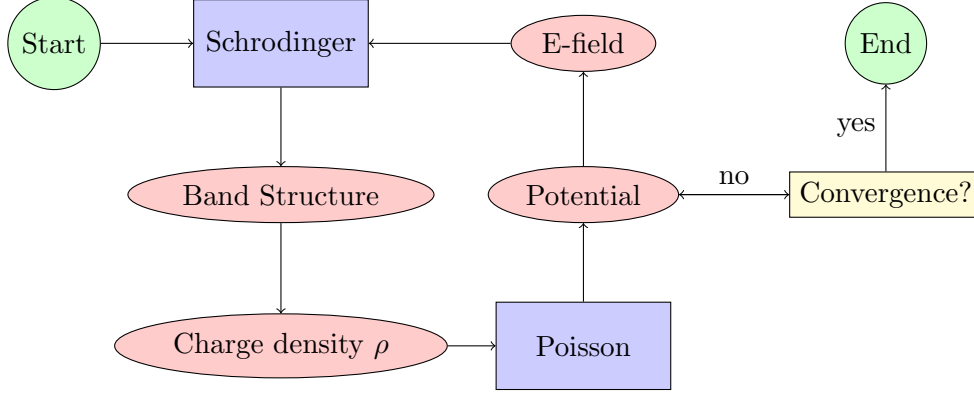 Start
Schrodinger
E-field
End
yes
Band Structure
Potential
no
Convergence?
Charge density ρ
Poisson